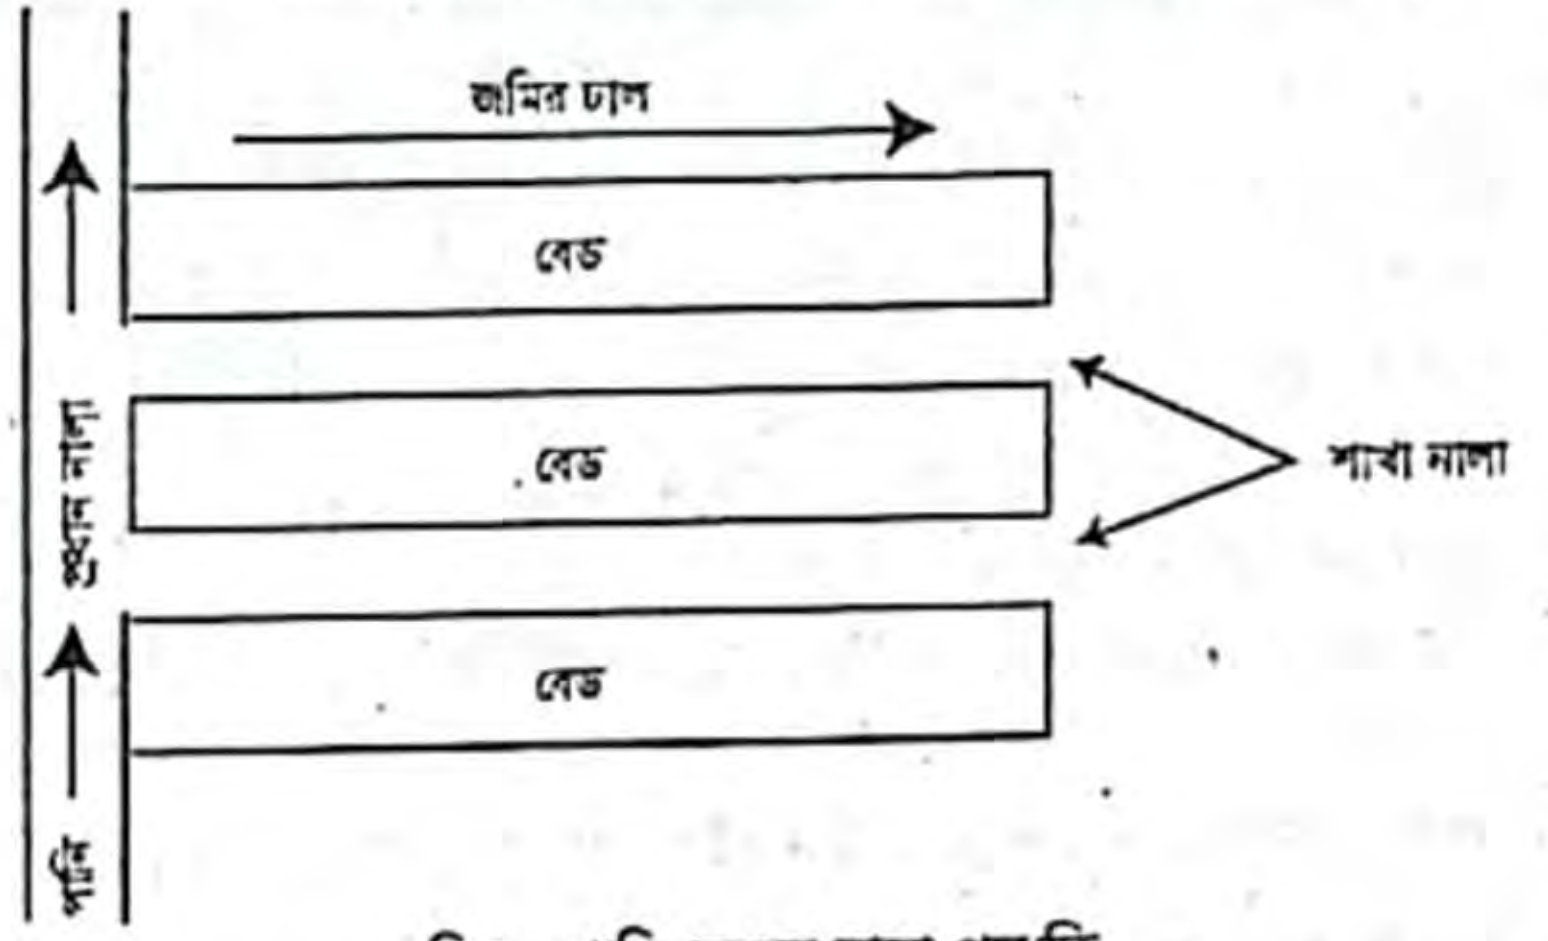 জমির ঢাল
বেড
বেড
বেড
শাখা নালা
প্রধান নালা
পানি